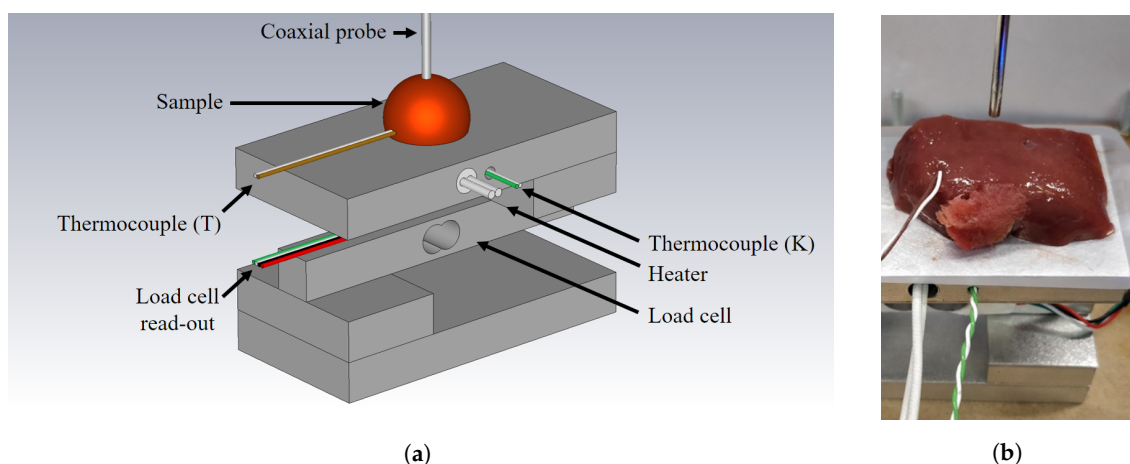 Coaxial probe
Sample
Thermocouple (T)
Load cell
read-out
Thermocouple (K)
Heater
Load cell
(a)
(b)